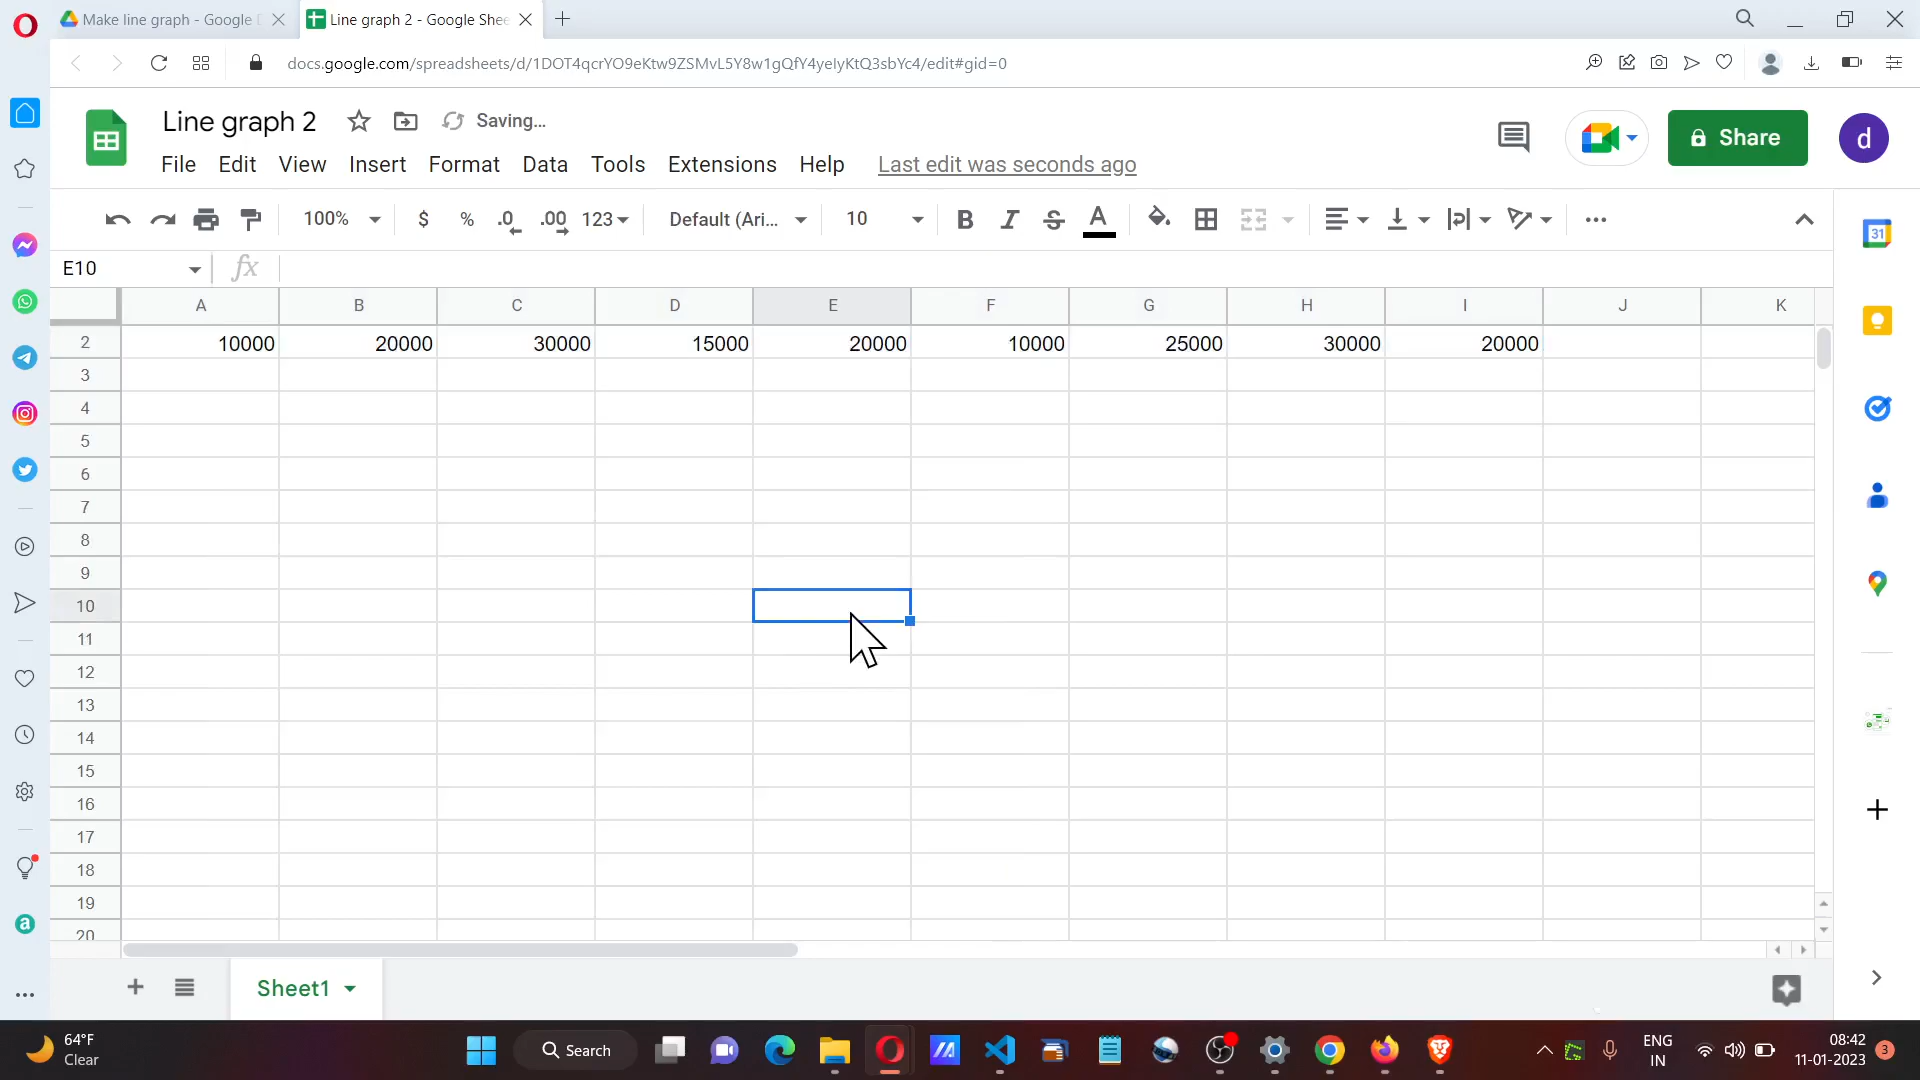 Make line graph - Google D
Line graph 2 - Google Shee
docs.google.com/spreadsheets/d/1DOT4qcrYO9eKtw9ZSMvL5Y8w1gQfY4yeIyKtQ3sbYc4/edit#gid=0
Line graph 2
Saving...
File Edit View Insert Format Data Tools Extensions Help Last edit was seconds ago
Share
d
100% $ % .0 .00 123 Default (Ari... 10 B I S A
31
E10 fx
A B C D E F G H I J K
2 10000 20000 30000 15000 20000 10000 25000 30000 20000
3
4
5
6
7
8
9
10
11
12
13
14
15
16
17
18
19
20
a
Sheet1
64°F
Clear
Search
ENG
IN
08:42
11-01-2023
3